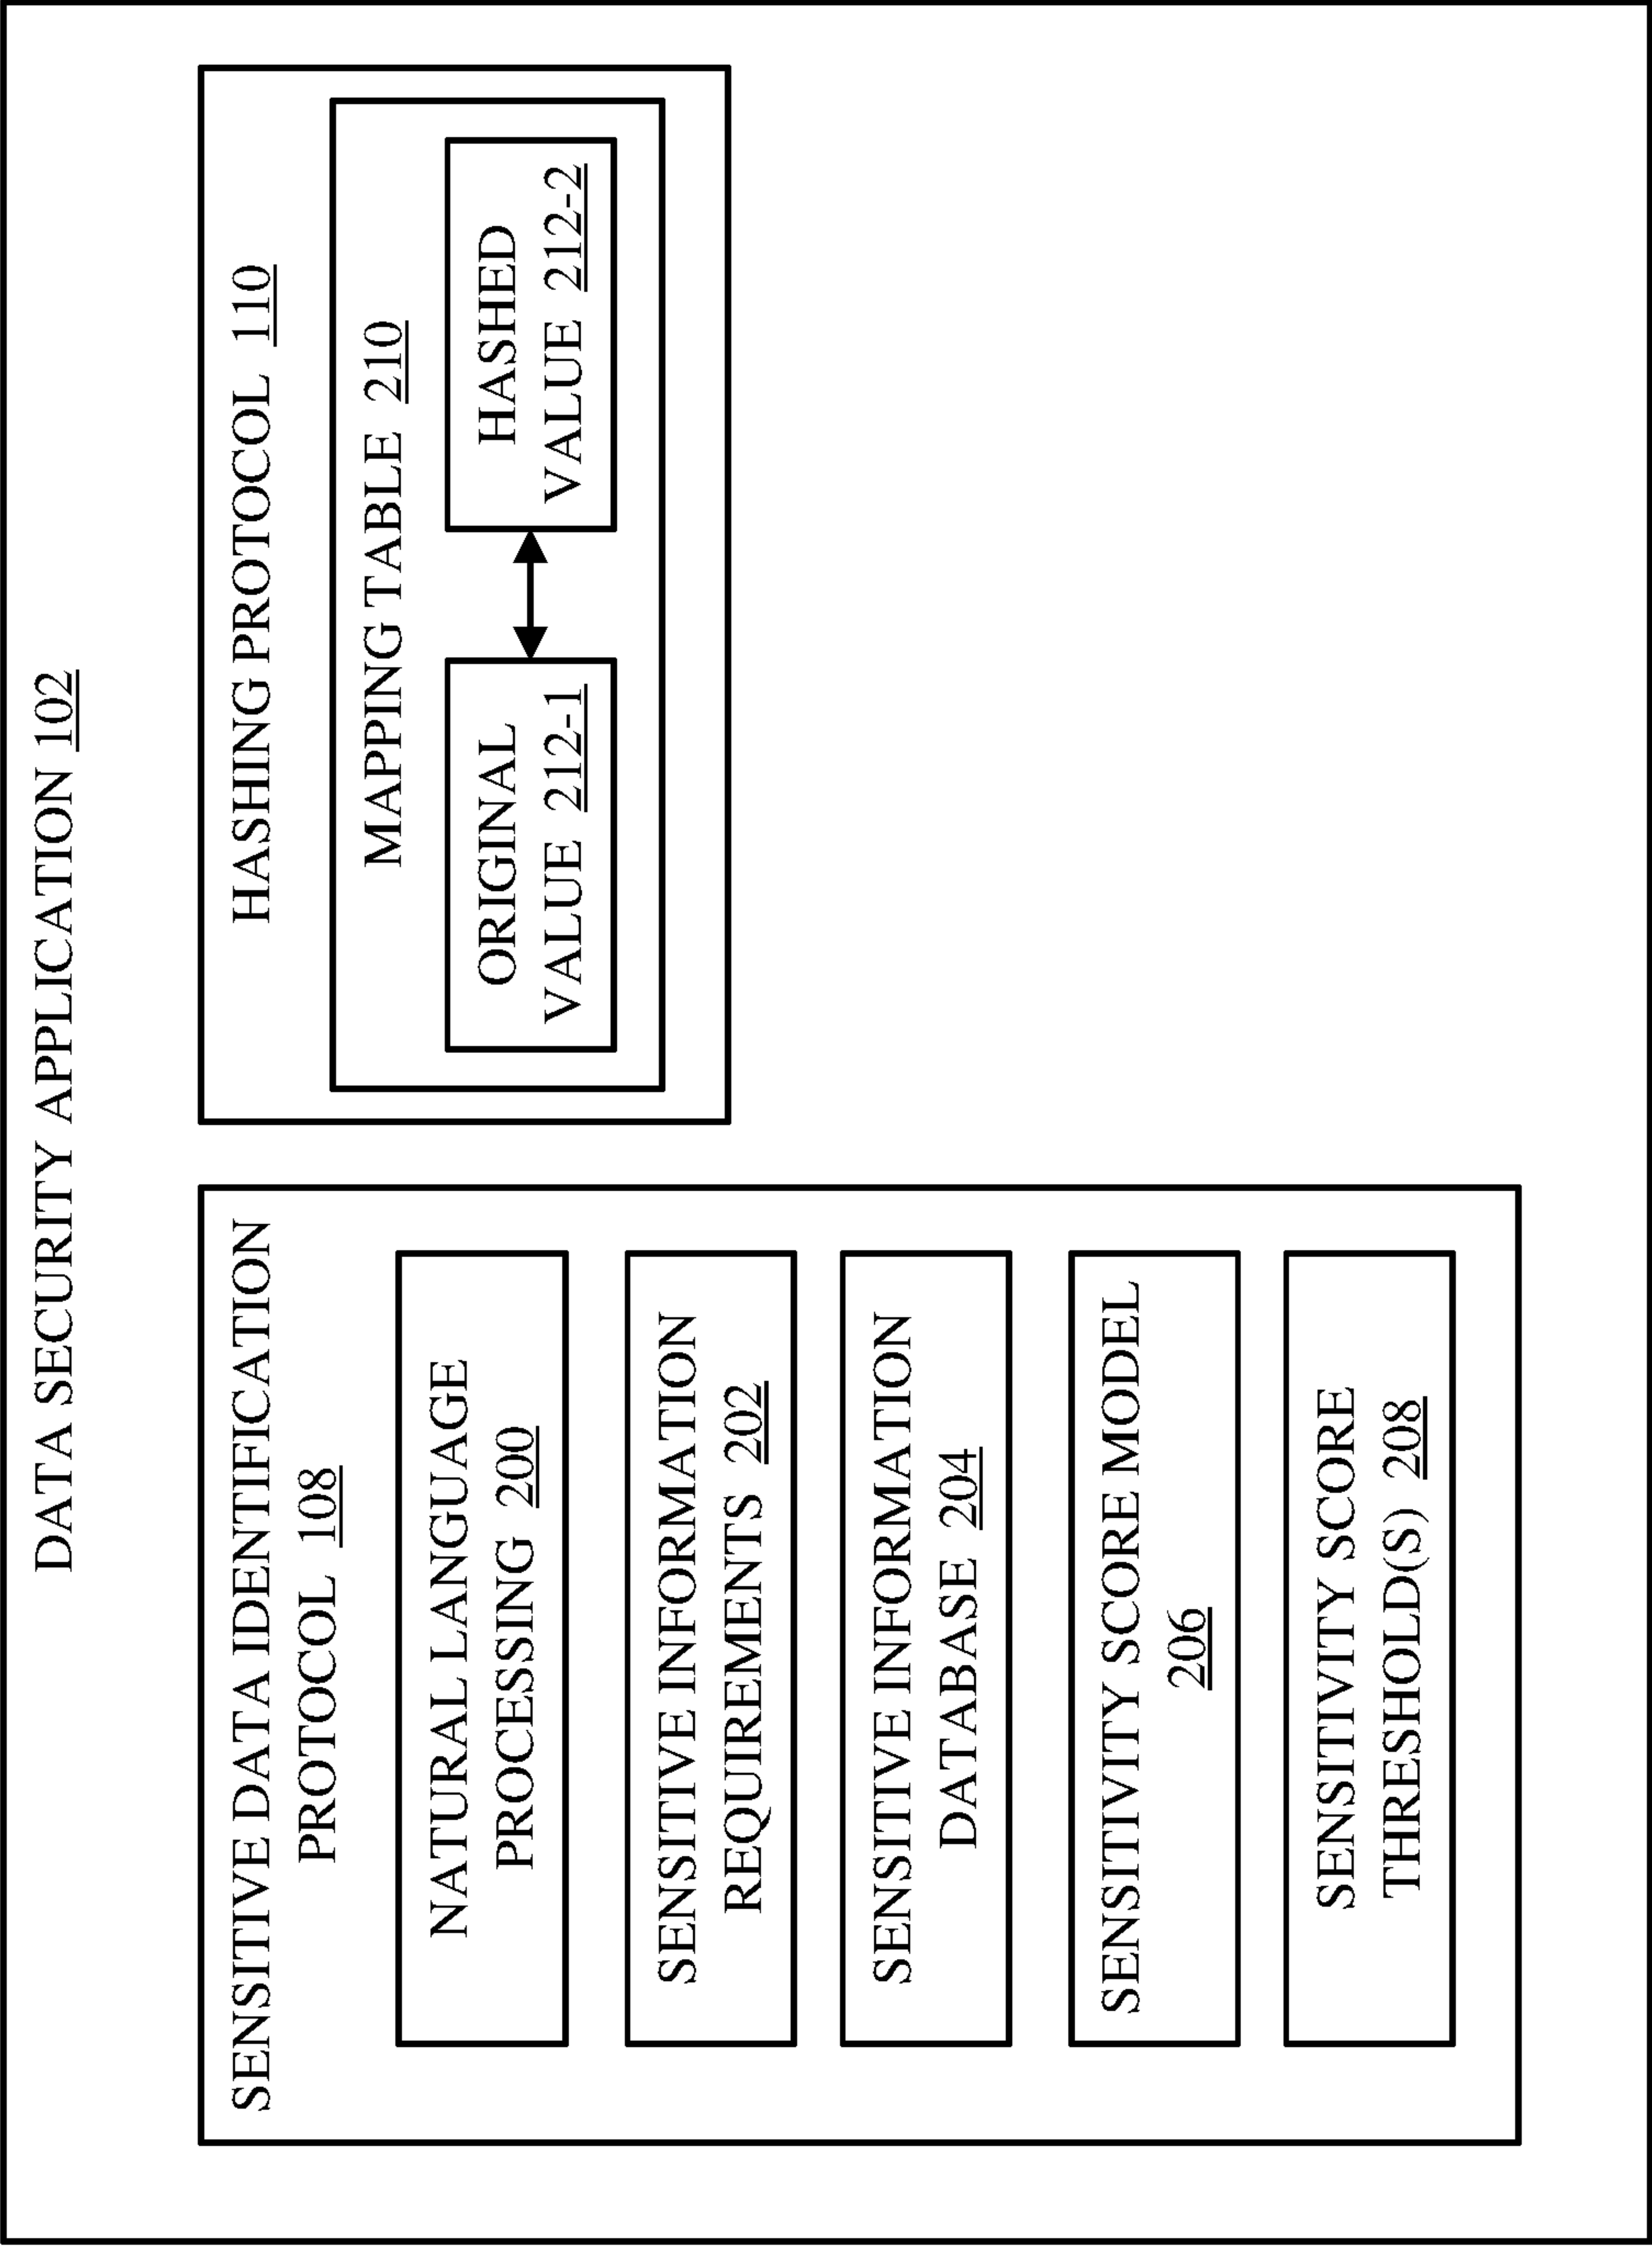 DATA SECURITY APPLICATION 102
SENSITIVE DATA IDENTIFICATION
PROTOCOL 108
NATURAL LANGUAGE
PROCESSING 200
SENSITIVE INFORMATION
REQUIREMENTS 202
SENSITIVE INFORMATION
DATABASE 204
SENSITIVITY SCORE MODEL
206
SENSITIVITY SCORE
THRESHOLD(S) 208
HASHING PROTOCOL 110
MAPPING TABLE 210
ORIGINAL
VALUE 212-1
HASHED
VALUE 212-2